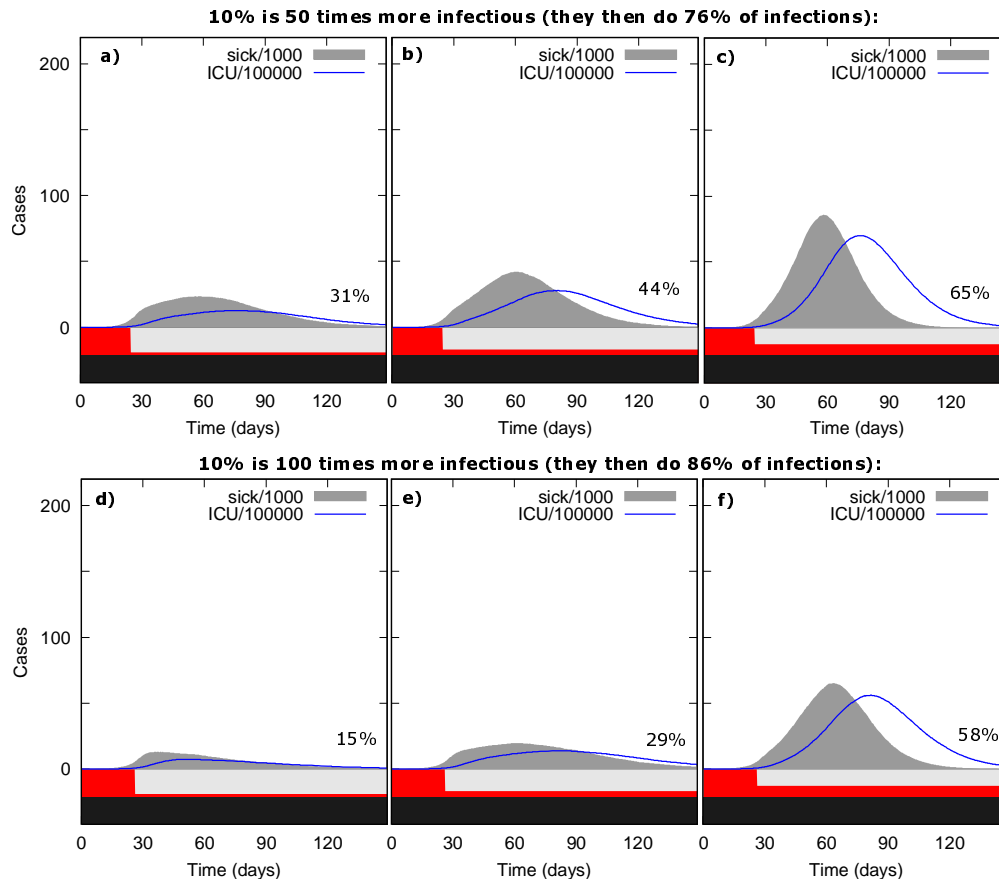 10% is 50 times more infectious (they then do 76% of infections):
a)
sick/1000
ICU/100000
b)
sick/1000
ICU/100000
c)
sick/1000
ICU/100000
200
100
0
Cases
31%
44%
65%
0 30 60 90 120
0 30 60 90 120
0 30 60 90 120
Time (days)
Time (days)
Time (days)
10% is 100 times more infectious (they then do 86% of infections):
d)
sick/1000
ICU/100000
e)
sick/1000
ICU/100000
f)
sick/1000
ICU/100000
200
100
0
Cases
15%
29%
58%
0 30 60 90 120
0 30 60 90 120
0 30 60 90 120
Time (days)
Time (days)
Time (days)